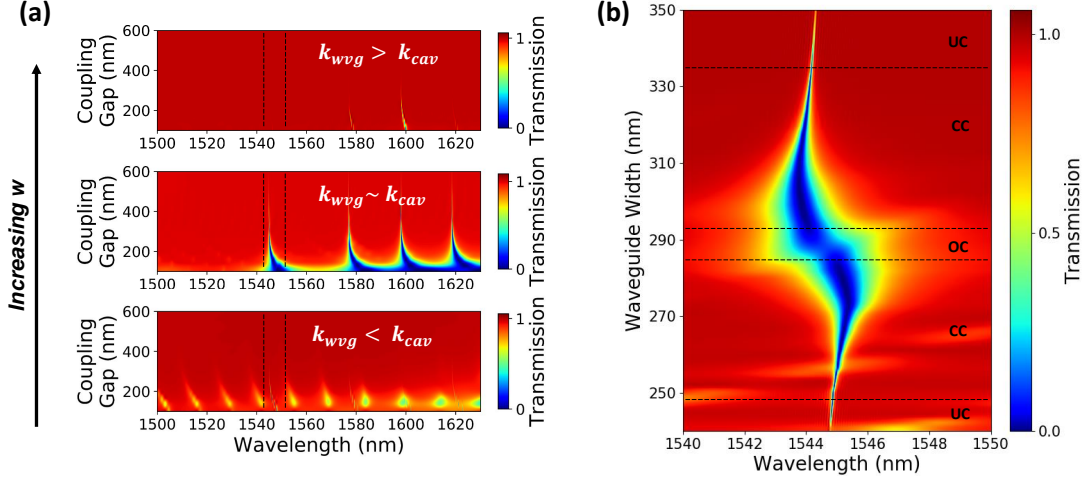 (a)
Increasing w
Coupling
Gap (nm)
600
400
200
k_wvg > k_cav
1500 1520 1540 1560 1580 1600 1620
1
0
Transmission
Coupling
Gap (nm)
600
400
200
k_wvg ~ k_cav
1500 1520 1540 1560 1580 1600 1620
1
0
Transmission
Coupling
Gap (nm)
600
400
200
k_wvg < k_cav
1500 1520 1540 1560 1580 1600 1620
1
0
Transmission
Wavelength (nm)
(b)
Waveguide Width (nm)
350
330
310
290
270
250
UC
CC
OC
CC
UC
1540 1542 1544 1546 1548 1550
Wavelength (nm)
1.0
0.5
0.0
Transmission